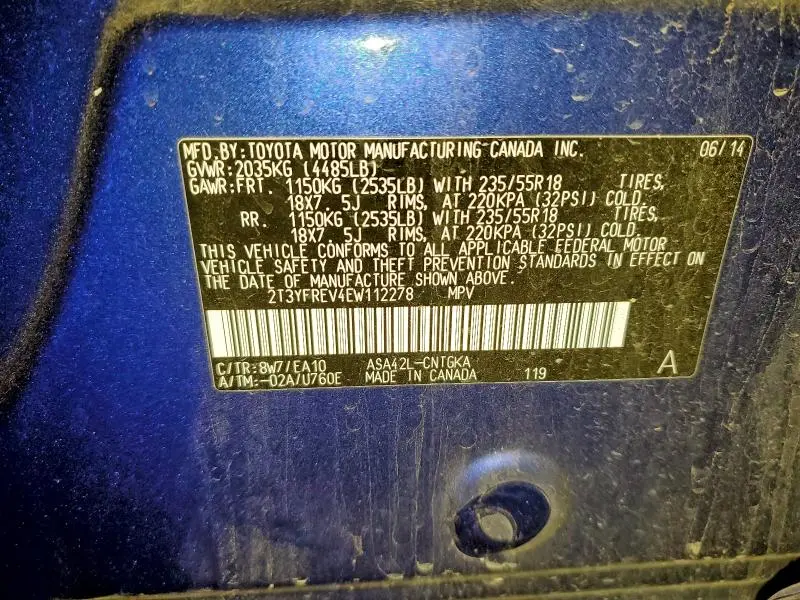 MFD. BY: TOYOTA MOTOR MANUFACTURING CANADA INC. 06/14
GVWR: 2035KG (4485LB)
GAWR: FRT. 1150KG (2535LB) WITH 235/55R18 TIRES,
18X7. 5J RIMS, AT 220KPA (32PSI) COLD.
RR. 1150KG (2535LB) WITH 235/55R18 TIRES,
18X7. 5J RIMS, AT 220KPA (32PSI) COLD.
THIS VEHICLE CONFORMS TO ALL APPLICABLE FEDERAL MOTOR
VEHICLE SAFETY AND THEFT PREVENTION STANDARDS IN EFFECT ON
THE DATE OF MANUFACTURE SHOWN ABOVE.
2T3YFREV4EW112278 MPV
C/TR: 8W7/EA10 ASA42L-CNTGKA
A/TM: -02A/U760E MADE IN CANADA 119 A